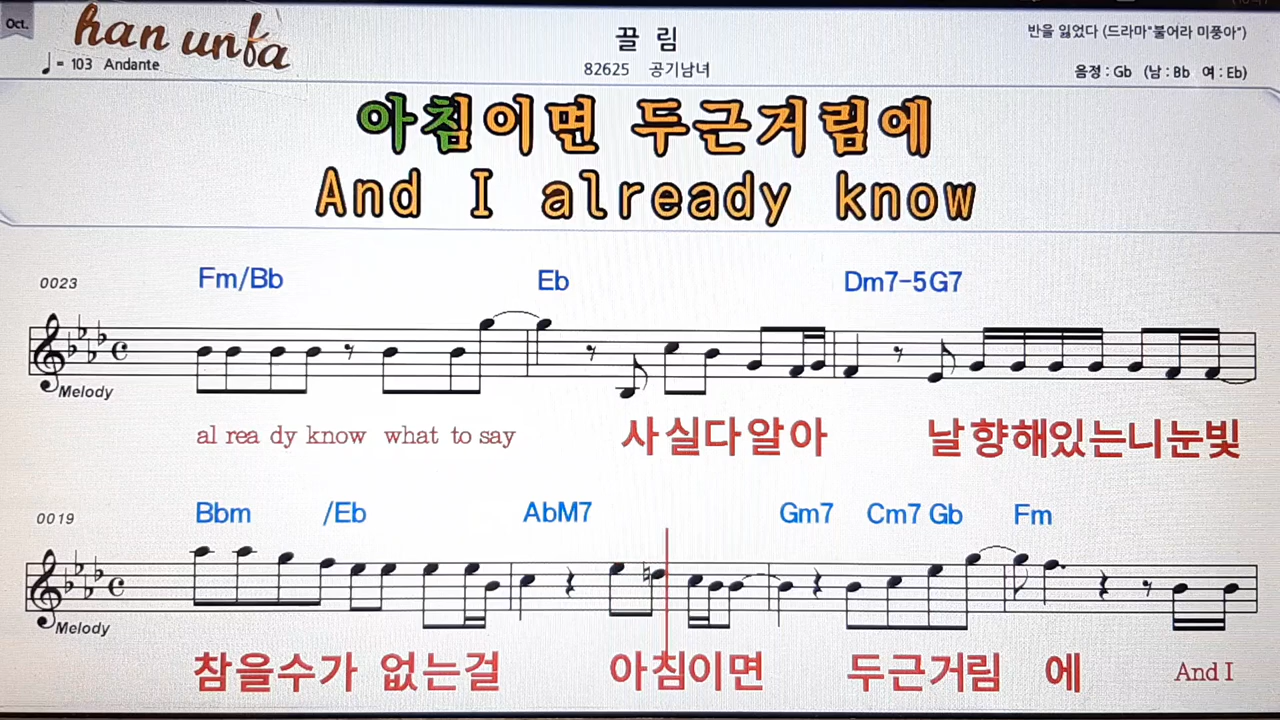 Oct.
han unfa
♩= 103 Andante
끌 림
82625 공기남녀
반을 잃었다 (드라마"불어라 미풍아")
음정 : Gb (남 : Bb 여 : Eb)
아침이면 두근거림에
And I already know
0023
Fm/Bb Eb Dm7-5 G7
Melody
al rea dy know what to say 사실다알아 날향해있는니눈빛
0019
Bbm /Eb AbM7 Gm7 Cm7 Gb Fm
Melody
참을수가 없는걸 아침이면 두근거림 에 And I